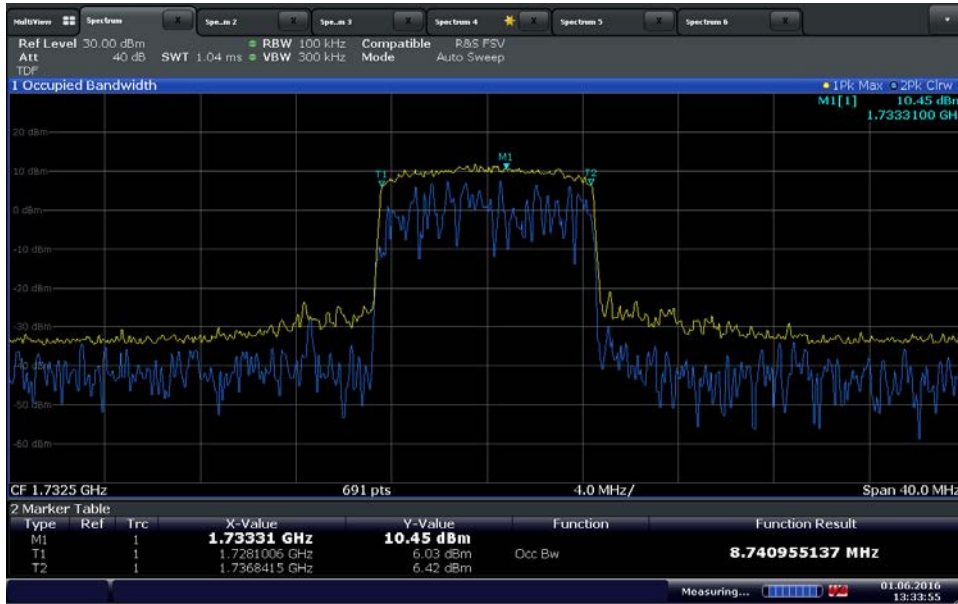 MultiView Spectrum X Spe...m 2 X Spe...m 3 X Spectrum 4 X Spectrum 5 X Spectrum 6 X
Ref Level 30.00 dBm RBW 100 kHz Compatible R&S FSV
Att 40 dB SWT 1.04 ms VBW 300 kHz Mode Auto Sweep
TDF
1 Occupied Bandwidth 1Pk Max 2Pk Clrw
M1[1] 10.45 dBm
1.7333100 GH
20 dBm
M1
10 dBm T1 T2
0 dBm
-10 dBm
-20 dBm
-30 dBm
-40 dBm
-50 dBm
-60 dBm
CF 1.7325 GHz 691 pts 4.0 MHz/ Span 40.0 MHz
2 Marker Table
Type Ref Trc X-Value Y-Value Function Function Result
M1 1 1.73331 GHz 10.45 dBm
T1 1 1.7281006 GHz 6.03 dBm Occ Bw 8.740955137 MHz
T2 1 1.7368415 GHz 6.42 dBm
Measuring... 01.06.2016
13:33:55